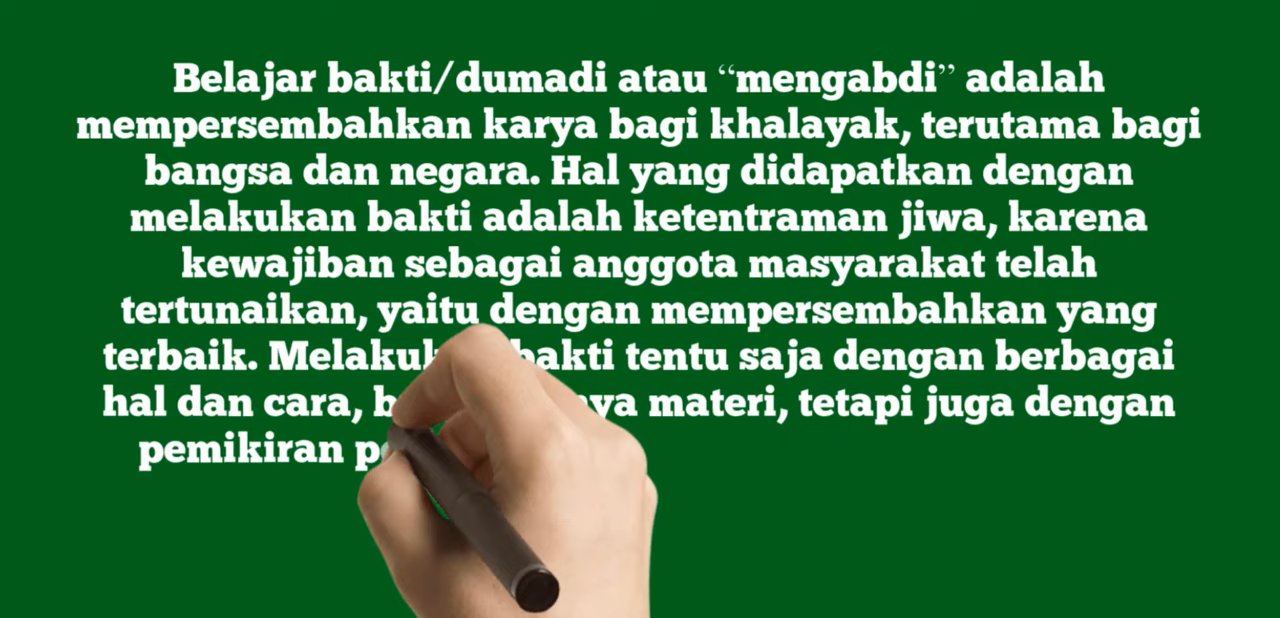 Belajar bakti/dumadi atau “mengabdi” adalah
mempersembahkan karya bagi khalayak, terutama bagi
bangsa dan negara. Hal yang didapatkan dengan
melakukan bakti adalah ketentraman jiwa, karena
kewajiban sebagai anggota masyarakat telah
tertunaikan, yaitu dengan mempersembahkan yang
terbaik. bakti tentu saja dengan berbagai
hal dan cara, materi, tetapi juga dengan
pemikiran